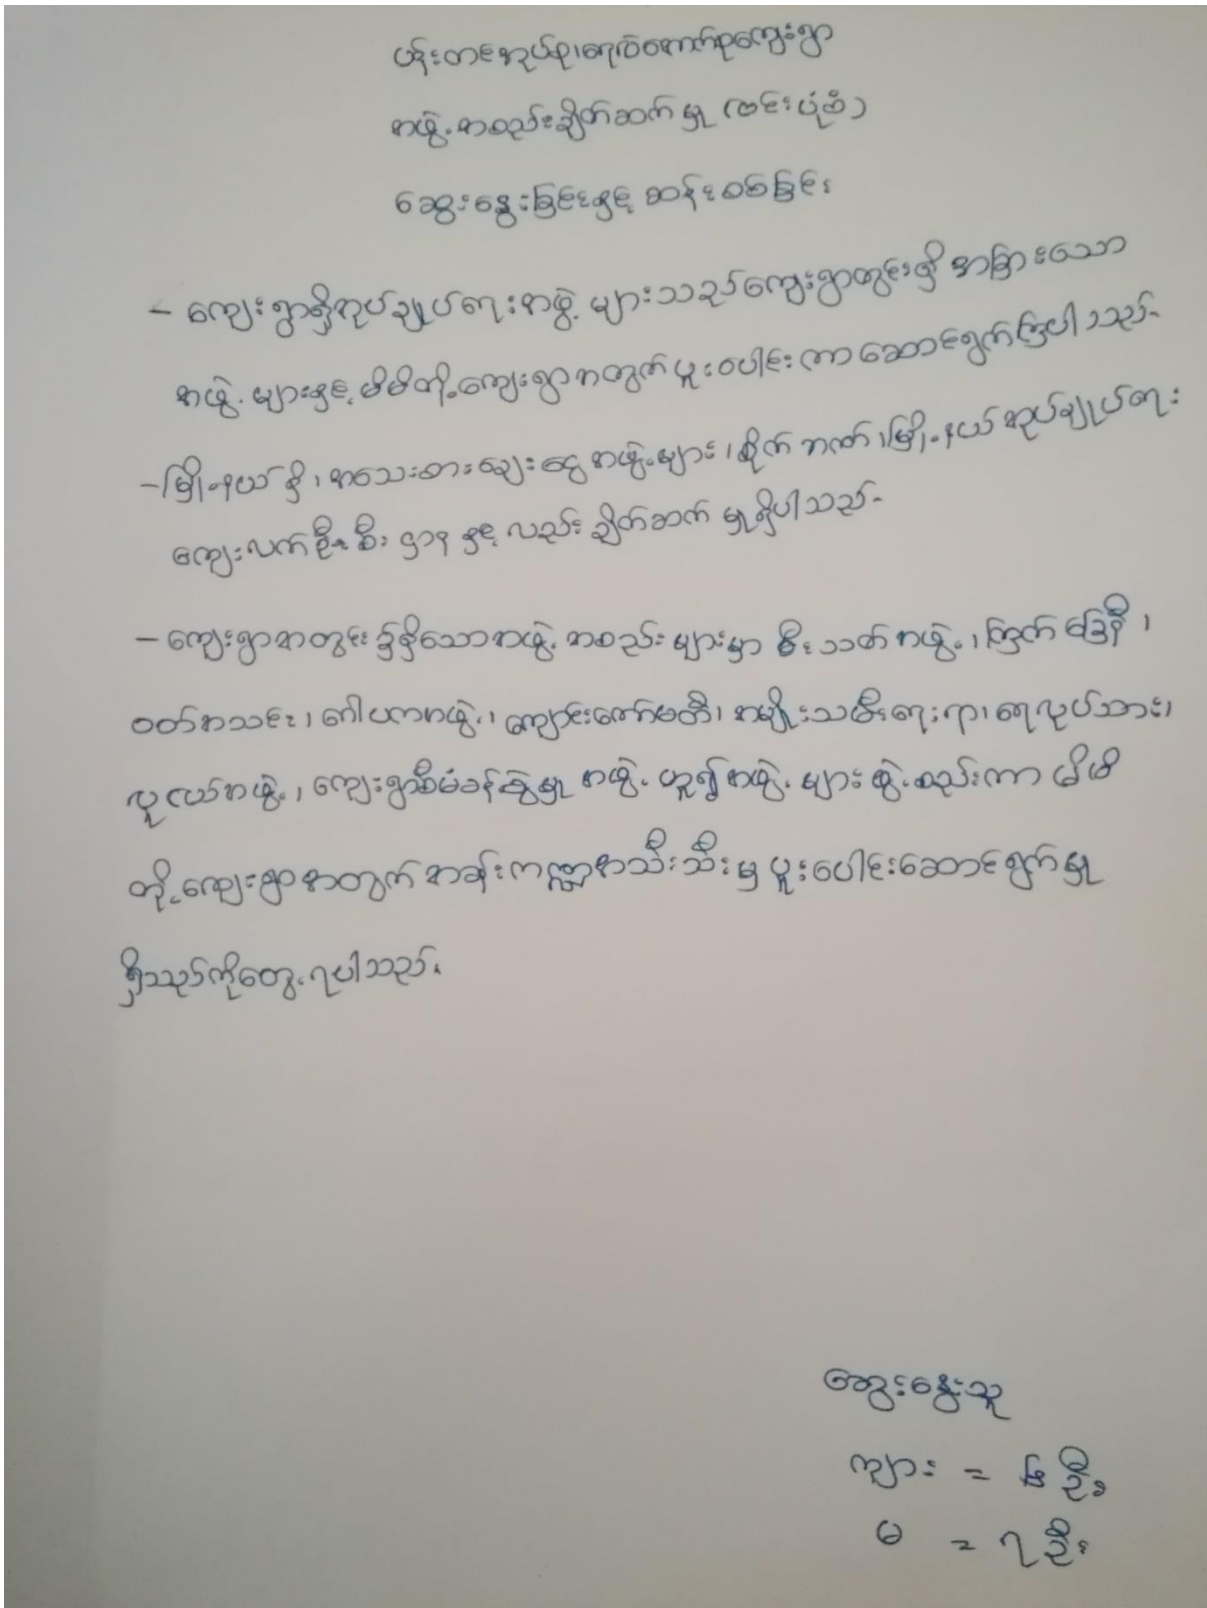 ပန်းတင်အုပ်စု၊ရေလဲကောက်စုကျေးရွာ
အဖွဲ့အစည်းချိတ်ဆက်မှု (ဗင်းပုံစံ)
ဆွေးနွေးခြင်းနှင့် ဆန်းစစ်ခြင်း
- ကျေးရွာရှိအုပ်ချုပ်ရေးအဖွဲ့ များသည်ကျေးရွာတွင်းရှိ အခြားသော
အဖွဲ့များနှင့် မိမိတို့ကျေးရွာအတွက် ပူးပေါင်းကာဆောင်ရွက်ကြပါသည်-
-မြို့နယ်ရှိ၊ အသေးစားချေးငွေအဖွဲ့များ၊ စိုက်ဘဏ်၊မြို့နယ်အုပ်ချုပ်ရေး
ကျေးလက်ဦးစီးဌာန နှင့်လည်း ချိတ်ဆက်မှုရှိပါသည်-
- ကျေးရွာအတွင်း၌ရှိသောအဖွဲ့အစည်းများမှာ မီးသတ်အဖွဲ့၊ကြက်ခြေနီ၊
ဝတ်အသင်း၊ ဂေါပကအဖွဲ့၊ ကျောင်းကော်မတီ၊ အမျိုးသမီးရေးရာ၊ ရေလုပ်သား၊
လူငယ်အဖွဲ့၊ ကျေးရွာစီမံခန့်ခွဲမှု အဖွဲ့ ဟူ၍အဖွဲ့များဖွဲ့စည်းကာ မိမိ
တို့ကျေးရွာအတွက် အခန်းကဏ္ဍအသီးသီးမှ ပူးပေါင်းဆောင်ရွက်မှု
ရှိသည်ကိုတွေ့ရပါသည်.
ဆွေးနွေးသူ
ကျား = ၆ ဦး
မ = ၇ ဦး